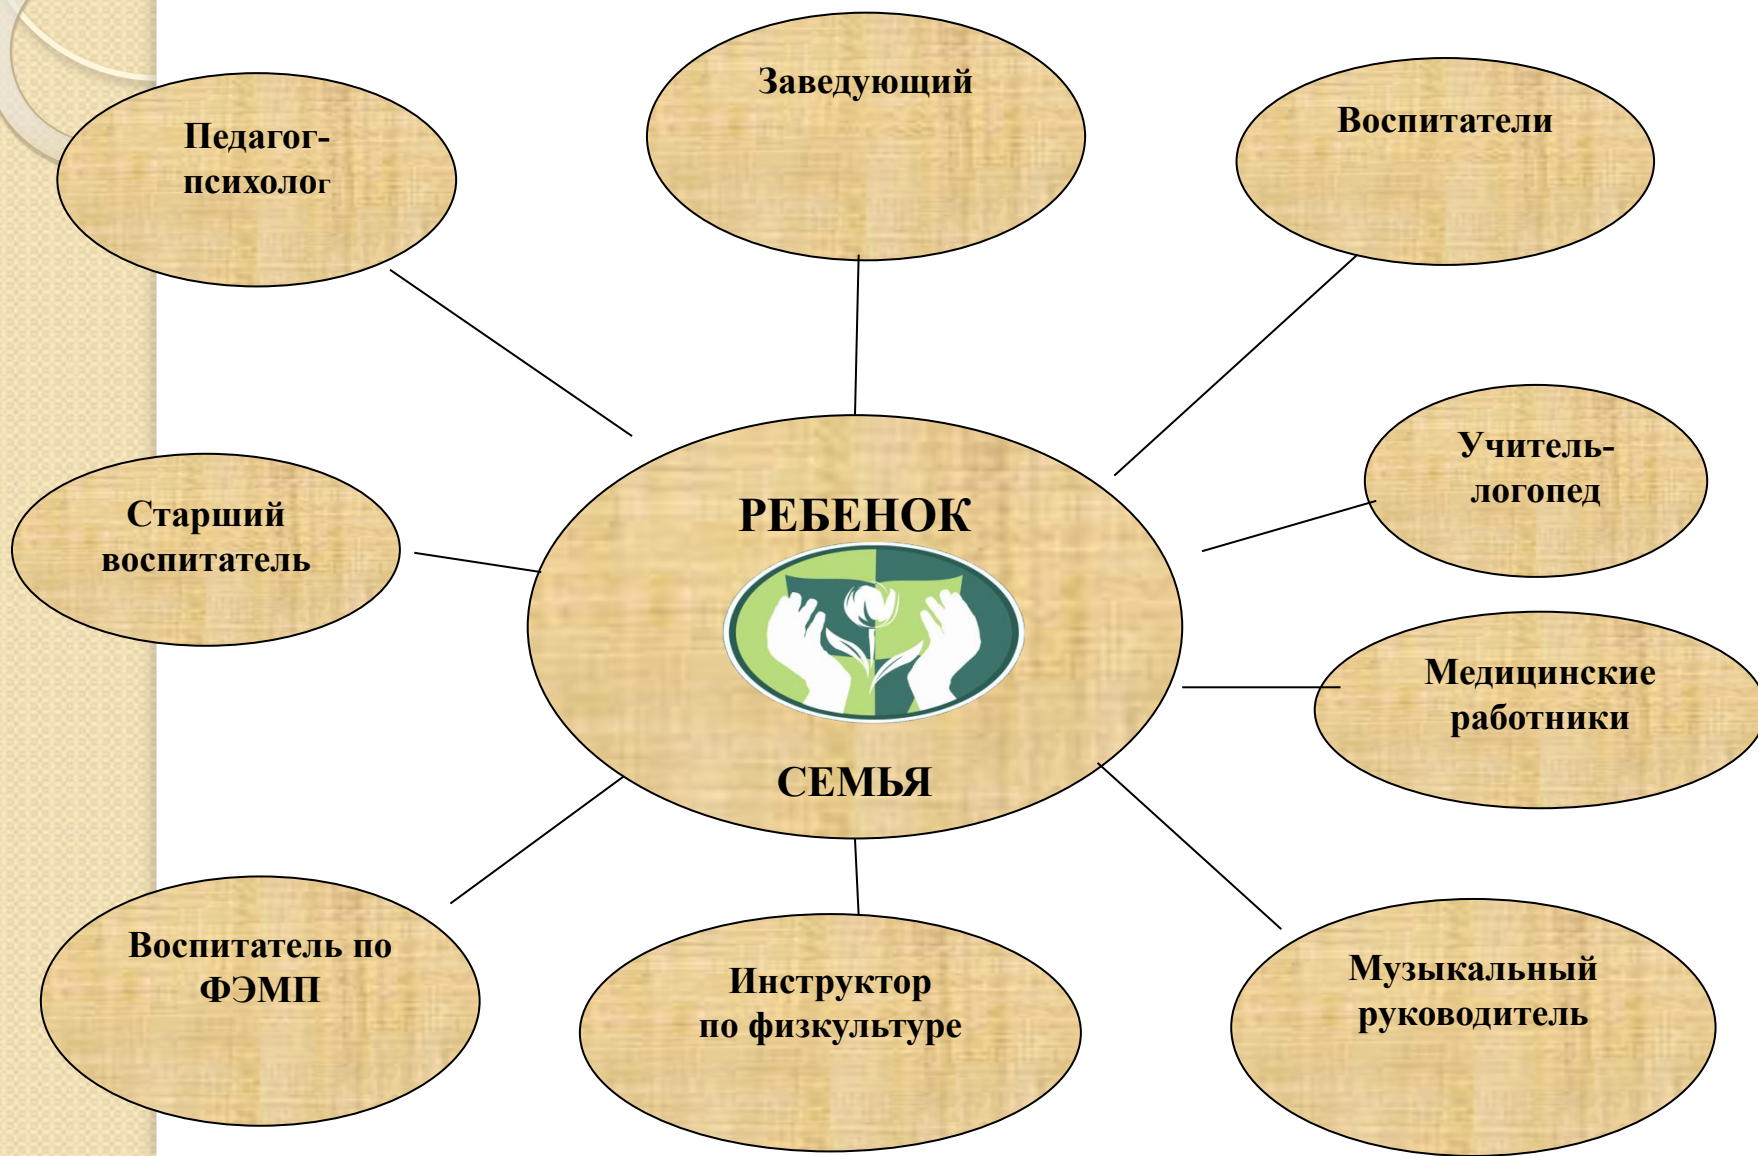 Заведующий
Воспитатели
Педагог-
психолог
Учитель-
логопед
Старший
воспитатель
РЕБЕНОК
СЕМЬЯ
Медицинские
работники
Воспитатель по
ФЭМП
Инструктор
по физкультуре
Музыкальный
руководитель